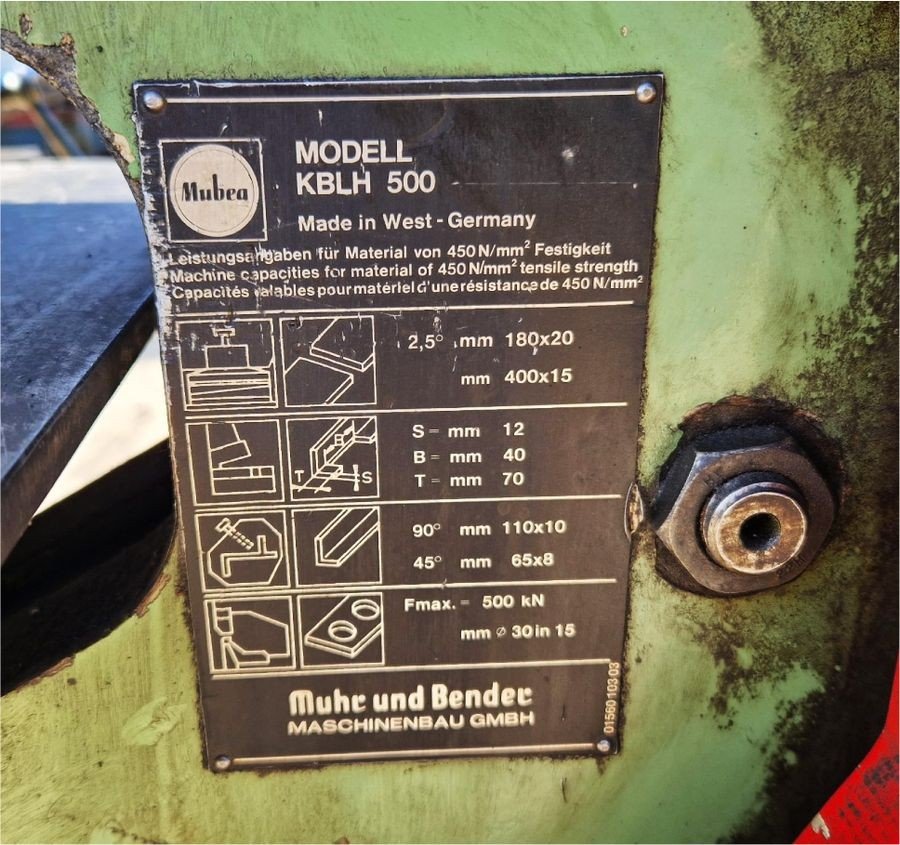 Mubea
MODELL
KBLH 500
Made in West - Germany
Leistungsangaben für Material von 450 N/mm² Festigkeit
Machine capacities for material of 450 N/mm² tensile strength
Capacités valables pour matériel d'une résistance de 450 N/mm²
2,5° mm 180x20
mm 400x15
T S
S = mm 12
B = mm 40
T = mm 70
90° mm 110x10
45° mm 65x8
Fmax. = 500 kN
mm ⌀ 30 in 15
Muhr und Bender
MASCHINENBAU GMBH
01560 103 03